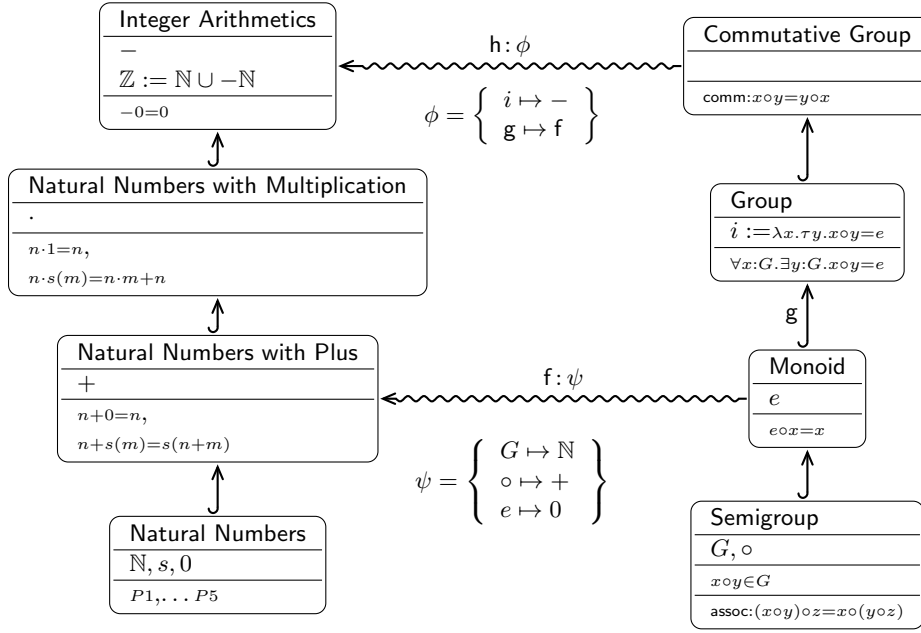 Integer Arithmetics
−
ℤ := ℕ ∪ −ℕ
−0=0
Natural Numbers with Multiplication
·
n·1=n,
n·s(m)=n·m+n
Natural Numbers with Plus
+
n+0=n,
n+s(m)=s(n+m)
Natural Numbers
ℕ, s, 0
P1,… P5
h: ϕ
ϕ = { i ↦ −
g ↦ f }
f: ψ
ψ = { G ↦ ℕ
∘ ↦ +
e ↦ 0 }
Commutative Group
comm:x∘y=y∘x
Group
i :=λx.τy.x∘y=e
∀x:G.∃y:G.x∘y=e
g
Monoid
e
e∘x=x
Semigroup
G, ∘
x∘y∈G
assoc:(x∘y)∘z=x∘(y∘z)